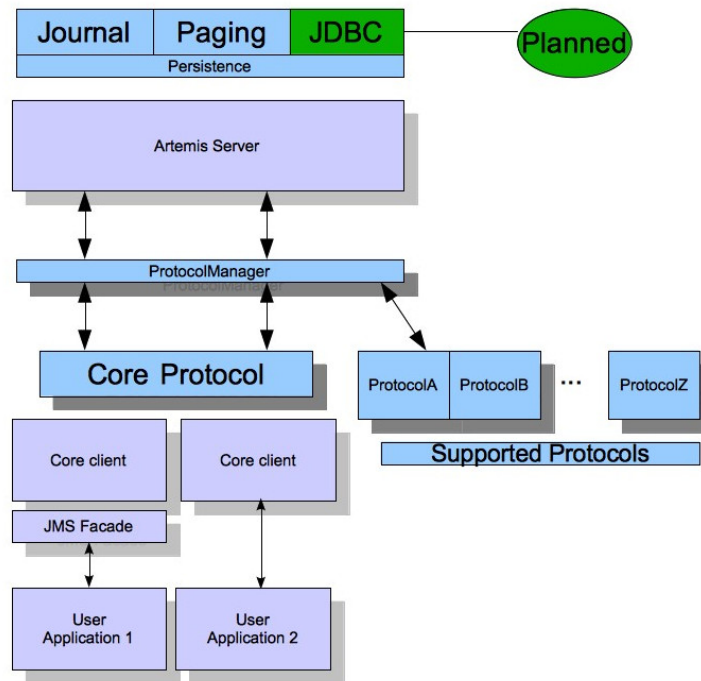 Journal
Paging
JDBC
Planned
Persistence
Artemis Server
ProtocolManager
ProtocolManager
Core Protocol
ProtocolA
ProtocolB
...
ProtocolZ
Supported Protocols
Core client
Core client
JMS Facade
User
Application 1
User
Application 2